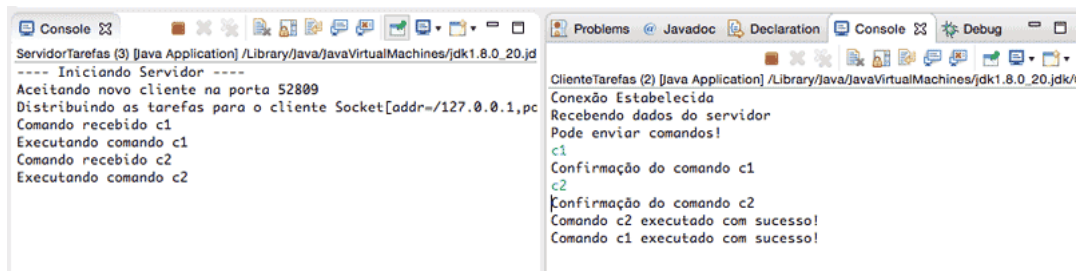 Console
ServidorTarefas (3) [Java Application] /Library/Java/JavaVirtualMachines/jdk1.8.0_20.jd
---- Iniciando Servidor ----
Aceitando novo cliente na porta 52809
Distribuindo as tarefas para o cliente Socket[addr=/127.0.0.1,po
Comando recebido c1
Executando comando c1
Comando recebido c2
Executando comando c2
Problems @ Javadoc Declaration Console Debug
ClienteTarefas (2) [Java Application] /Library/Java/JavaVirtualMachines/jdk1.8.0_20.jdk/
Conexão Estabelecida
Recebendo dados do servidor
Pode enviar comandos!
c1
Confirmação do comando c1
c2
Confirmação do comando c2
Comando c2 executado com sucesso!
Comando c1 executado com sucesso!